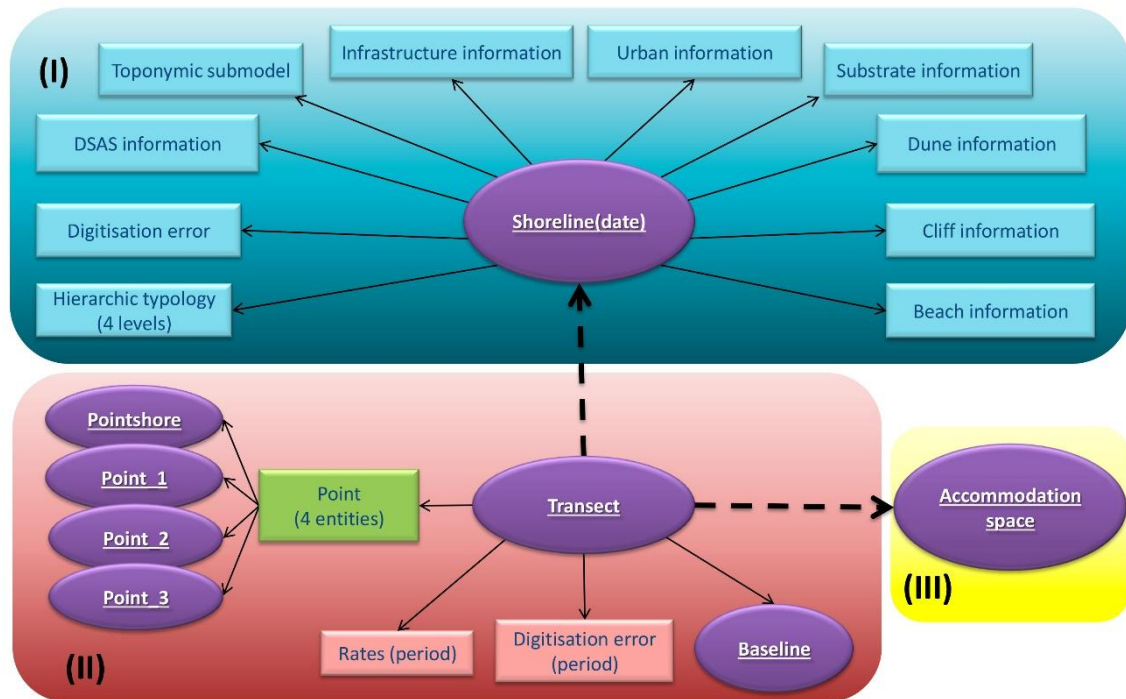 (I)
Toponymic submodel
Infrastructure information
Urban information
Substrate information
DSAS information
Dune information
Shoreline(date)
Digitisation error
Cliff information
Hierarchic typology
(4 levels)
Beach information
Pointshore
Point_1
Point_2
Point_3
Point
(4 entities)
Transect
Accommodation
space
(III)
Rates (period)
Digitisation error
(period)
Baseline
(II)